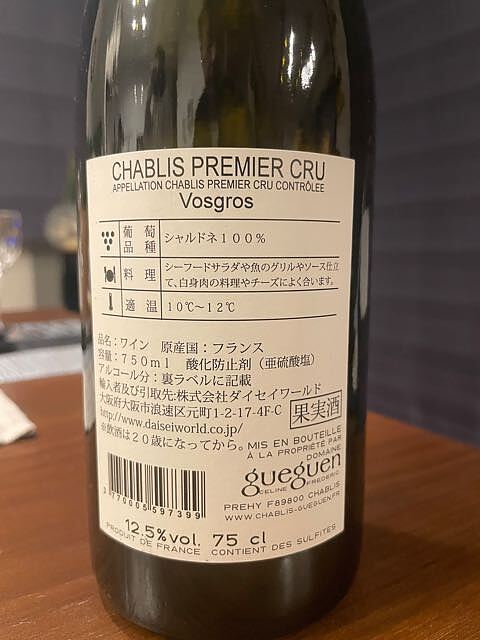 CHABLIS PREMIER CRU
APPELLATION CHABLIS PREMIER CRU CONTRÔLEE
Vosgros
葡萄品種 シャルドネ100%
料理 シーフードサラダや魚のグリルやソース仕立
て、白身肉の料理やチーズによく合います。
適温 10℃～12℃
品名：ワイン 原産国：フランス
容量：750ml 酸化防止剤（亜硫酸塩）
アルコール分：裏ラベルに記載
輸入者及び引取先:株式会社ダイセイワールド
大阪府大阪市浪速区元町1-2-17-4F-C
http://www.daiseiworld.co.jp/
果実酒
※飲酒は20歳になってから。
MIS EN BOUTEILLE
À LA PROPRIÉTÉ PAR
DOMAINE
gueguen
CELINE FREDERIC
PREHY F89800 CHABLIS
WWW.CHABLIS-GUEGUEN.FR
3 770005 597399
12.5%vol. 75 cl
PRODUIT DE FRANCE CONTIENT DES SULFITES